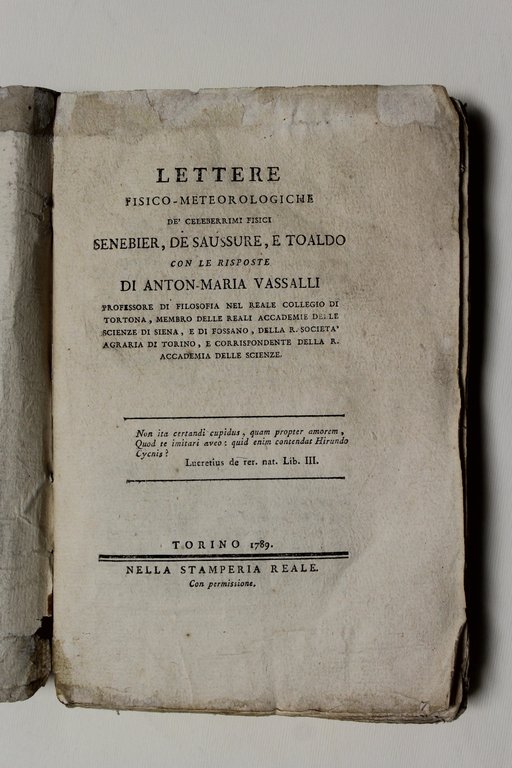 LETTERE
FISICO-METEOROLOGICHE
DE' CELEBERRIMI FISICI
SENEBIER, DE SAUSSURE, E TOALDO
CON LE RISPOSTE
DI ANTON-MARIA VASSALLI
PROFESSORE DI FILOSOFIA NEL REALE COLLEGIO DI
TORTONA, MEMBRO DELLE REALI ACCADEMIE DELLE
SCIENZE DI SIENA, E DI FOSSANO, DELLA R. SOCIETA'
AGRARIA DI TORINO, E CORRISPONDENTE DELLA R.
ACCADEMIA DELLE SCIENZE.
Non ita certandi cupidus, quam propter amorem,
Quod te imitari aveo: quid enim contendat Hirundo
Cycnis?
Lucretius de rer. nat. Lib. III.
TORINO 1789.
NELLA STAMPERIA REALE.
Con permissione.